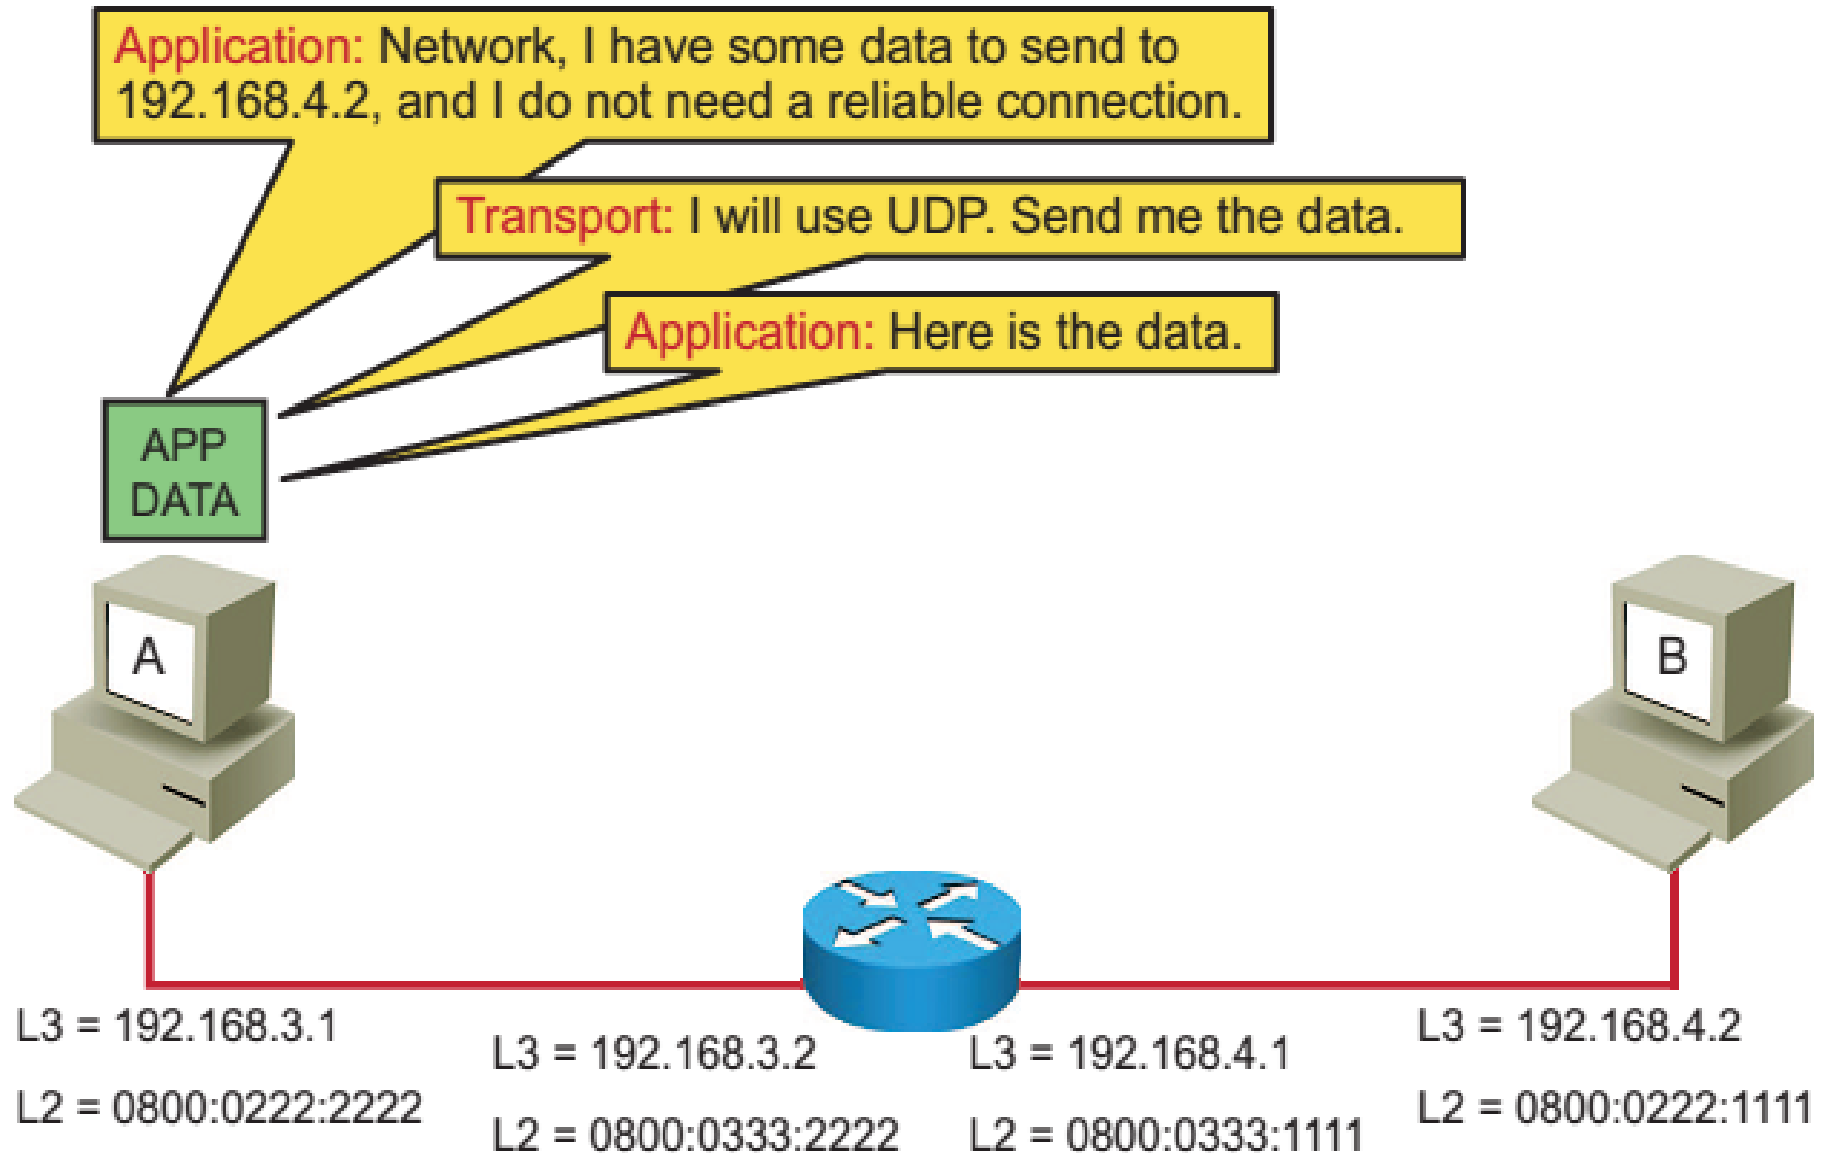 Application: Network, I have some data to send to
192.168.4.2, and I do not need a reliable connection.
Transport: I will use UDP. Send me the data.
Application: Here is the data.
APP
DATA
A
B
L3 = 192.168.3.1
L2 = 0800:0222:2222
L3 = 192.168.3.2
L2 = 0800:0333:2222
L3 = 192.168.4.1
L2 = 0800:0333:1111
L3 = 192.168.4.2
L2 = 0800:0222:1111